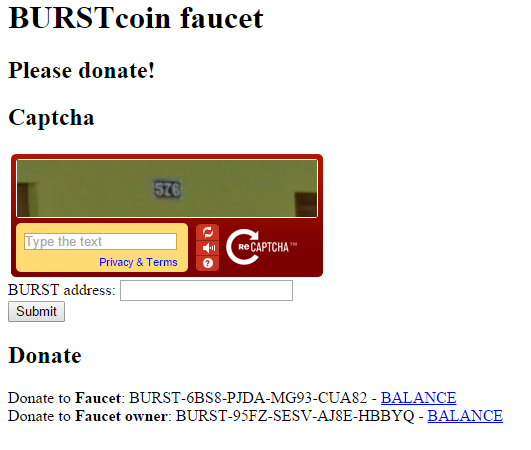 BURSTcoin faucet
Please donate!
Captcha
576
Type the text
Privacy & Terms
reCAPTCHA™
BURST address:
Submit
Donate
Donate to Faucet: BURST-6BS8-PJDA-MG93-CUA82 - BALANCE
Donate to Faucet owner: BURST-95FZ-SESV-AJ8E-HBBYQ - BALANCE